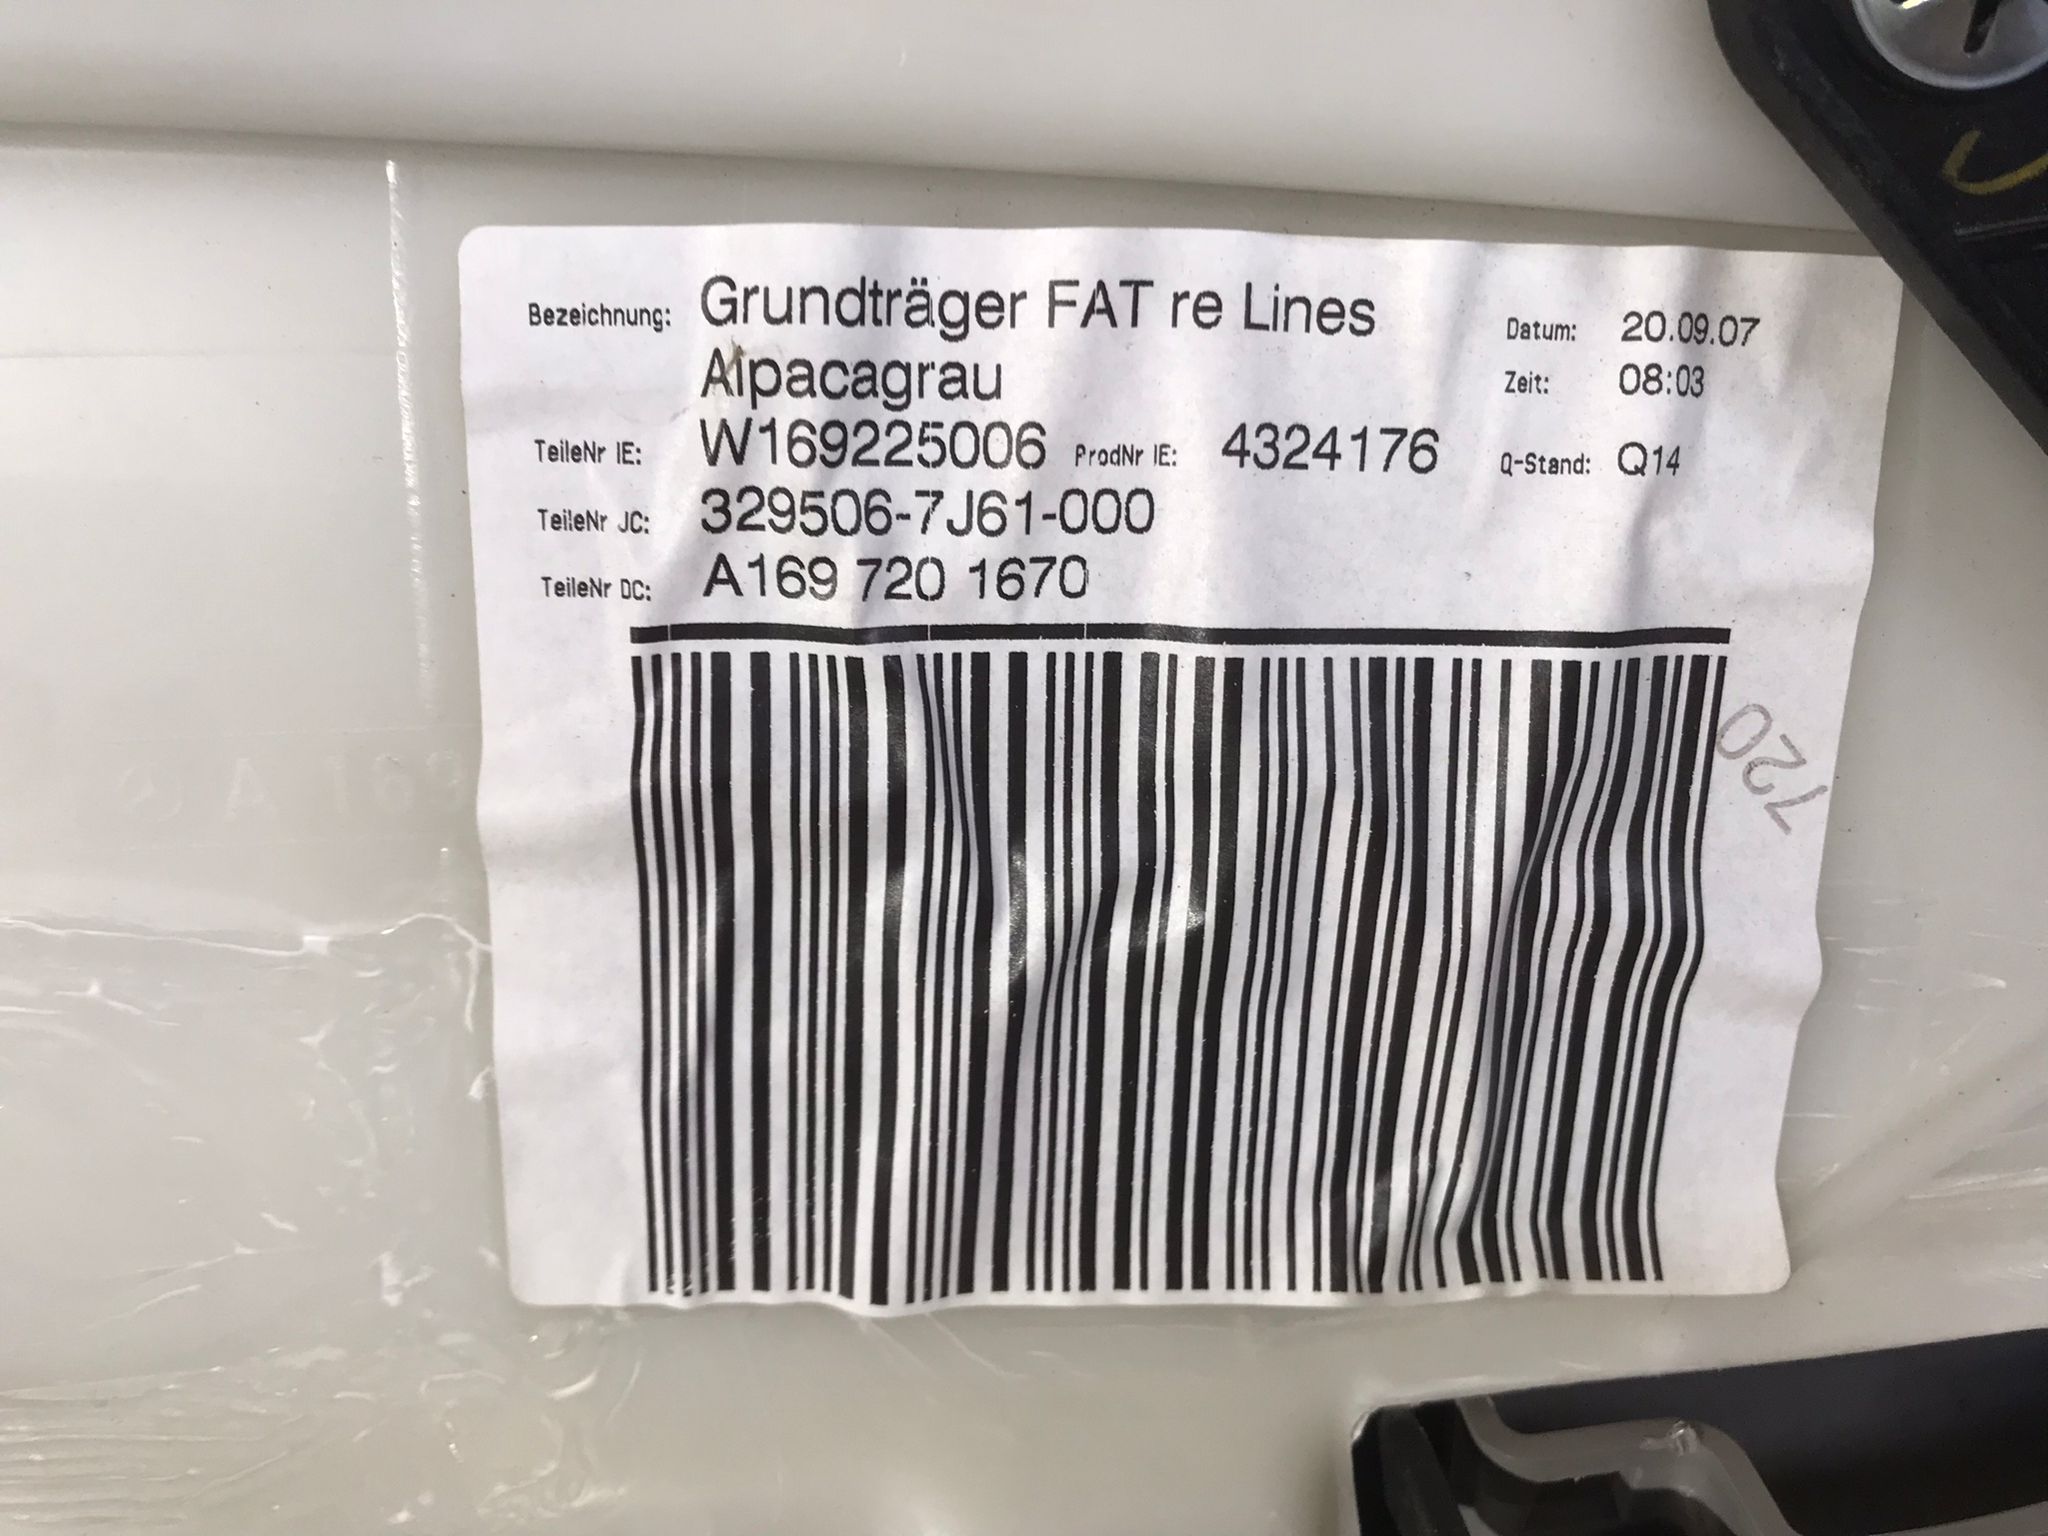 Bezeichnung: Grundträger FAT re Lines
Alpacagrau
Datum: 20.09.07
Zeit: 08:03
TeileNr IE: W169225006 ProdNr IE: 4324176 Q-Stand: Q14
TeileNr JC: 329506-7J61-000
TeileNr DC: A169 720 1670
720
A 169